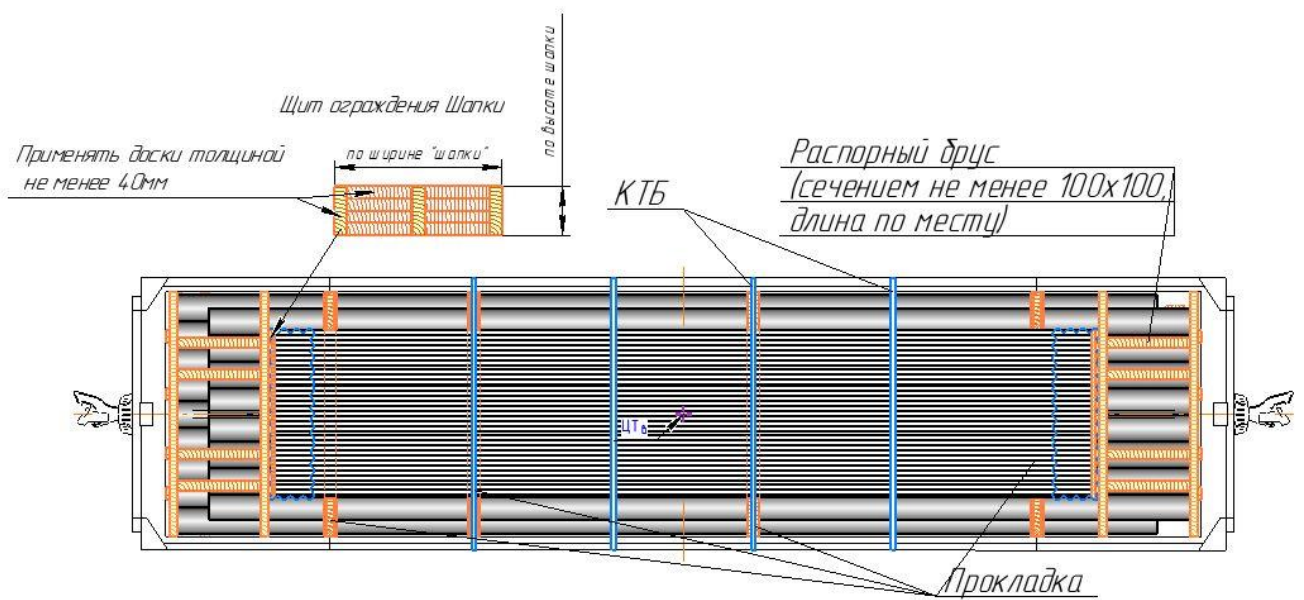 по высоте шапки
Щит ограждения Шапки
Применять доски толщиной
не менее 40мм
по ширине "шапки"
Распорный брус
(сечением не менее 100х100,
длина по месту)
КТБ
ЦТв
Прокладка